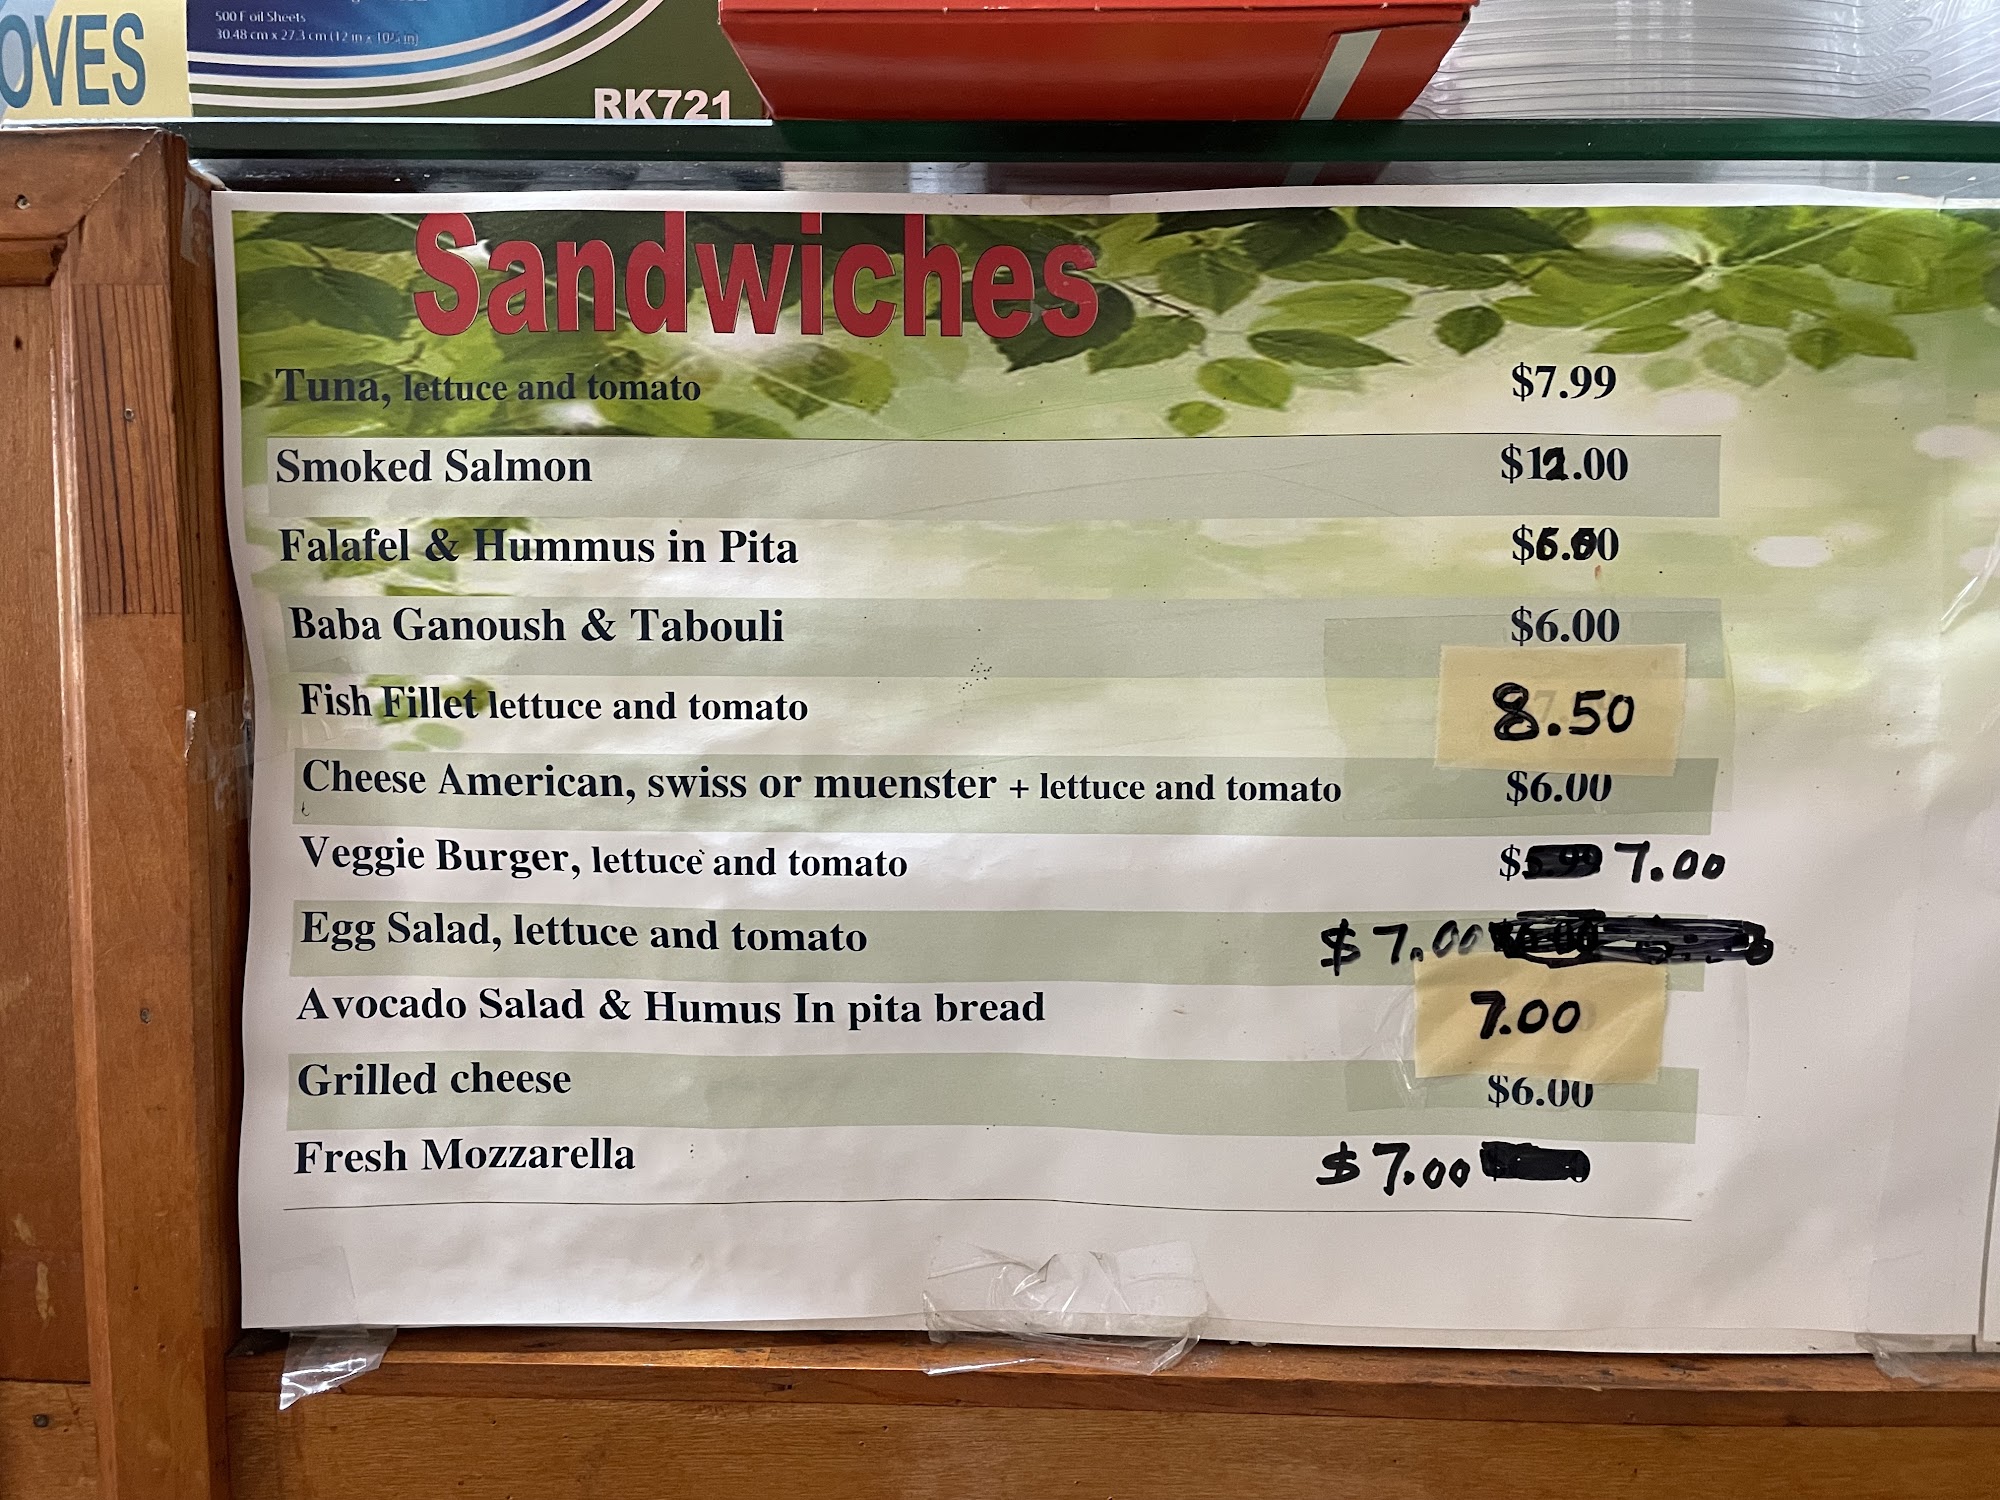 OVES
500 Foil Sheets
30.48 cm x 27.3 cm (12 in x 10¾ in)
RK721
Sandwiches
Tuna, lettuce and tomato $7.99
Smoked Salmon $12.00
Falafel & Hummus in Pita $6.00
Baba Ganoush & Tabouli $6.00
Fish Fillet lettuce and tomato 8.50
Cheese American, swiss or muenster + lettuce and tomato $6.00
Veggie Burger, lettuce and tomato $ 7.00
Egg Salad, lettuce and tomato $7.00
Avocado Salad & Humus In pita bread 7.00
Grilled cheese $6.00
Fresh Mozzarella $7.00